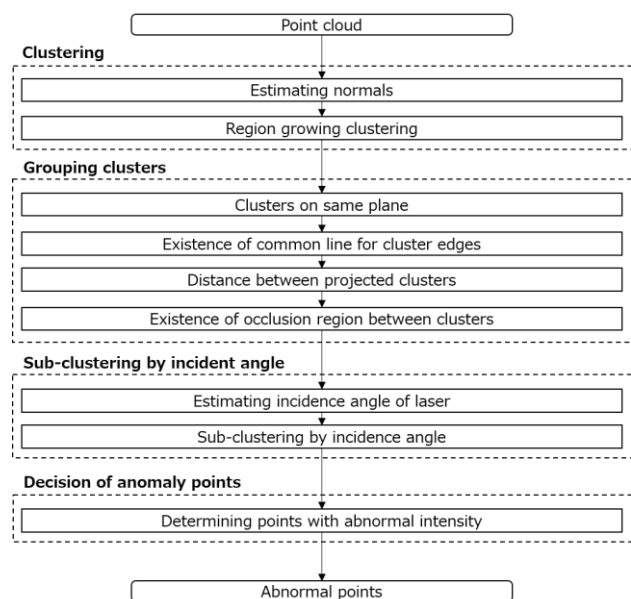 Point cloud
Clustering
Estimating normals
Region growing clustering
Grouping clusters
Clusters on same plane
Existence of common line for cluster edges
Distance between projected clusters
Existence of occlusion region between clusters
Sub-clustering by incident angle
Estimating incidence angle of laser
Sub-clustering by incidence angle
Decision of anomaly points
Determining points with abnormal intensity
Abnormal points